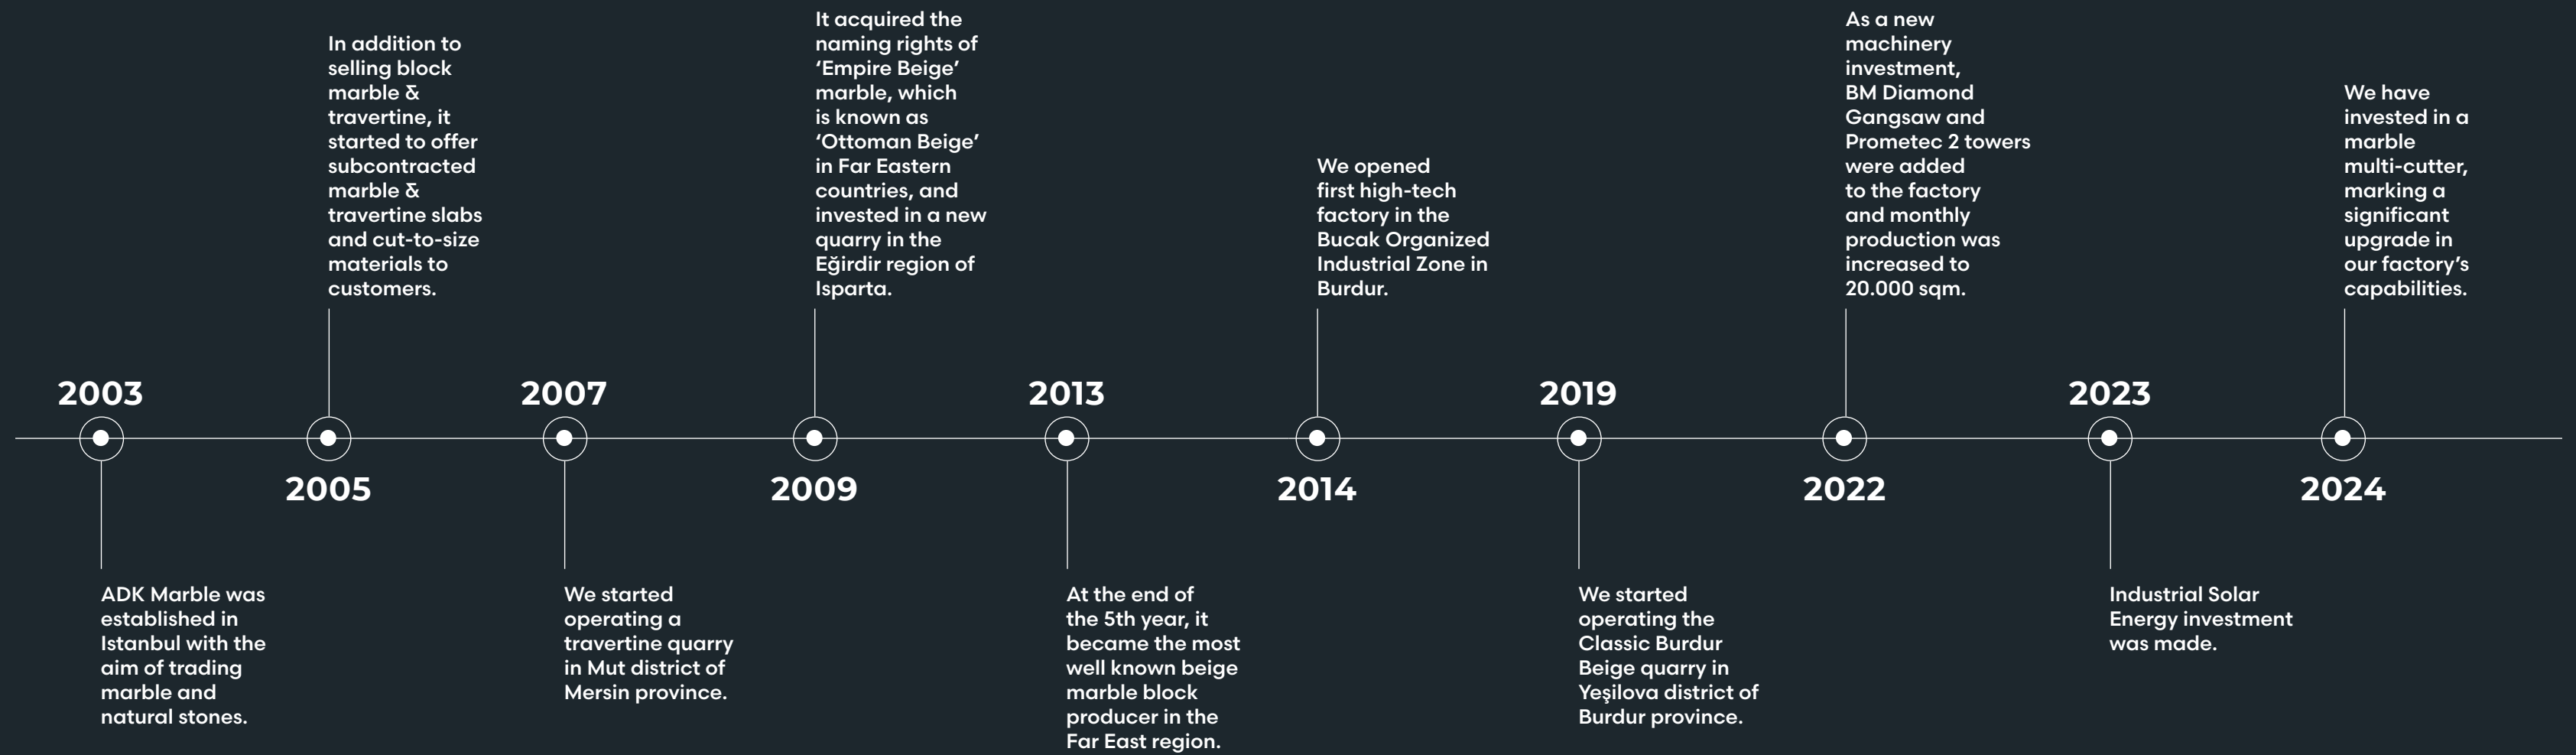 2003
ADK Marble was
established in
Istanbul with the
aim of trading
marble and
natural stones.
In addition to
selling block
marble &
travertine, it
started to offer
subcontracted
marble &
travertine slabs
and cut-to-size
materials to
customers.
2005
2007
We started
operating a
travertine quarry
in Mut district of
Mersin province.
It acquired the
naming rights of
‘Empire Beige’
marble, which
is known as
‘Ottoman Beige’
in Far Eastern
countries, and
invested in a new
quarry in the
Eğirdir region of
Isparta.
2009
2013
At the end of
the 5th year, it
became the most
well known beige
marble block
producer in the
Far East region.
We opened
first high-tech
factory in the
Bucak Organized
Industrial Zone in
Burdur.
2014
2019
We started
operating the
Classic Burdur
Beige quarry in
Yeşilova district of
Burdur province.
As a new
machinery
investment,
BM Diamond
Gangsaw and
Prometec 2 towers
were added
to the factory
and monthly
production was
increased to
20.000 sqm.
2022
2023
Industrial Solar
Energy investment
was made.
We have
invested in a
marble
multi-cutter,
marking a
significant
upgrade in
our factory’s
capabilities.
2024